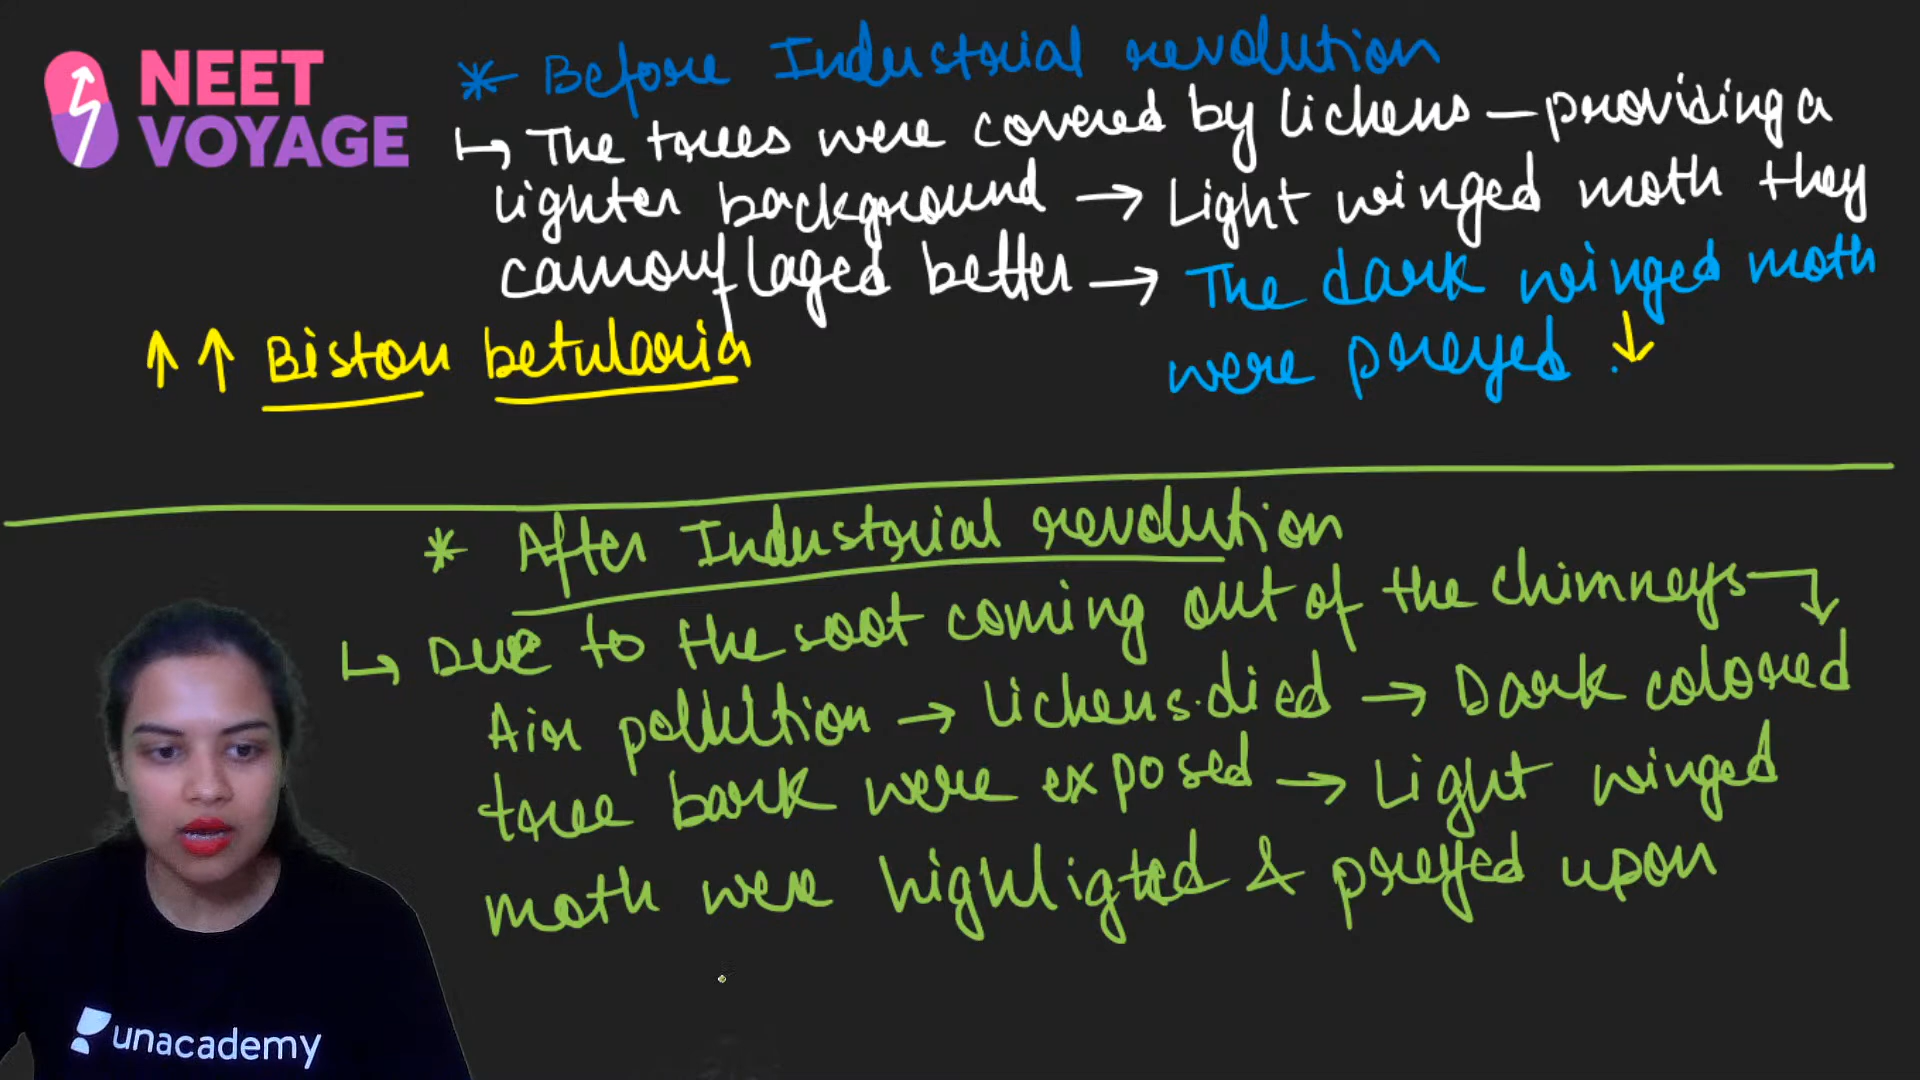 NEET
VOYAGE
* Before Industrial revolution
↳ The trees were covered by lichens — providing a
lighter background → Light winged moth they
camouflaged better → The dark winged moth
were preyed. ↓
↑ ↑ Biston betularia
* After Industrial revolution
↳ Due to the soot coming out of the chimneys ↴
Air pollution → Lichens died → Dark colored
tree bark were exposed → Light winged
moth were highligted & preyed upon
unacademy